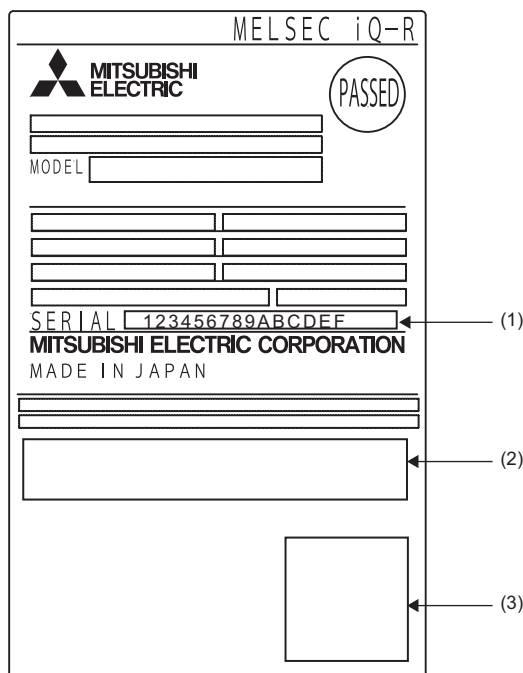 MELSEC iQ-R
MITSUBISHI
ELECTRIC
PASSED
MODEL
SERIAL 123456789ABCDEF
(1)
MITSUBISHI ELECTRIC CORPORATION
MADE IN JAPAN
(2)
(3)